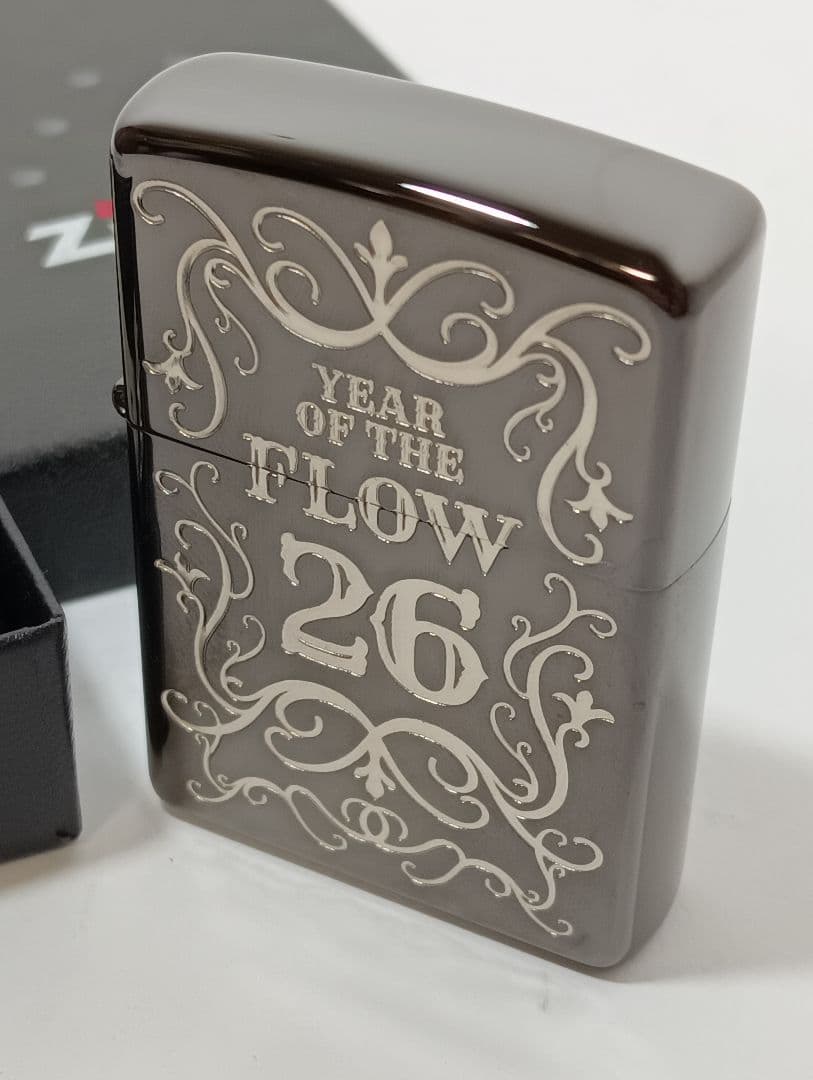 YEAR
OF THE
FLOW
26